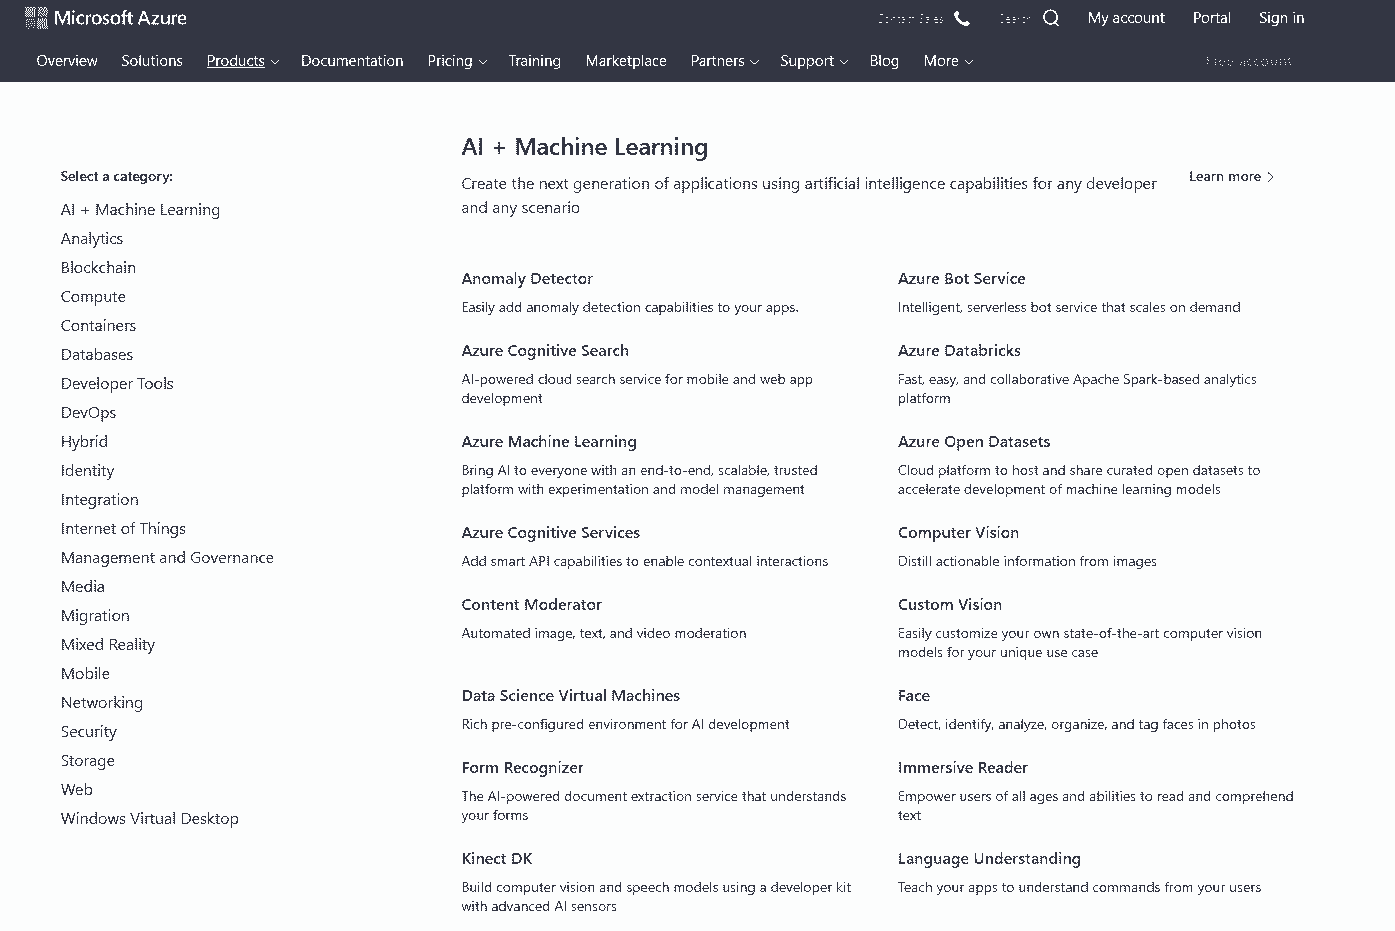 Microsoft Azure
Contact Sales
Search
My account
Portal
Sign in
Overview
Solutions
Products
Documentation
Pricing
Training
Marketplace
Partners
Support
Blog
More
Free account
Select a category:
AI + Machine Learning
Analytics
Blockchain
Compute
Containers
Databases
Developer Tools
DevOps
Hybrid
Identity
Integration
Internet of Things
Management and Governance
Media
Migration
Mixed Reality
Mobile
Networking
Security
Storage
Web
Windows Virtual Desktop
AI + Machine Learning
Create the next generation of applications using artificial intelligence capabilities for any developer
and any scenario
Learn more
Anomaly Detector
Easily add anomaly detection capabilities to your apps.
Azure Bot Service
Intelligent, serverless bot service that scales on demand
Azure Cognitive Search
AI-powered cloud search service for mobile and web app
development
Azure Databricks
Fast, easy, and collaborative Apache Spark-based analytics
platform
Azure Machine Learning
Bring AI to everyone with an end-to-end, scalable, trusted
platform with experimentation and model management
Azure Open Datasets
Cloud platform to host and share curated open datasets to
accelerate development of machine learning models
Azure Cognitive Services
Add smart API capabilities to enable contextual interactions
Computer Vision
Distill actionable information from images
Content Moderator
Automated image, text, and video moderation
Custom Vision
Easily customize your own state-of-the-art computer vision
models for your unique use case
Data Science Virtual Machines
Rich pre-configured environment for AI development
Face
Detect, identify, analyze, organize, and tag faces in photos
Form Recognizer
The AI-powered document extraction service that understands
your forms
Immersive Reader
Empower users of all ages and abilities to read and comprehend
text
Kinect DK
Build computer vision and speech models using a developer kit
with advanced AI sensors
Language Understanding
Teach your apps to understand commands from your users